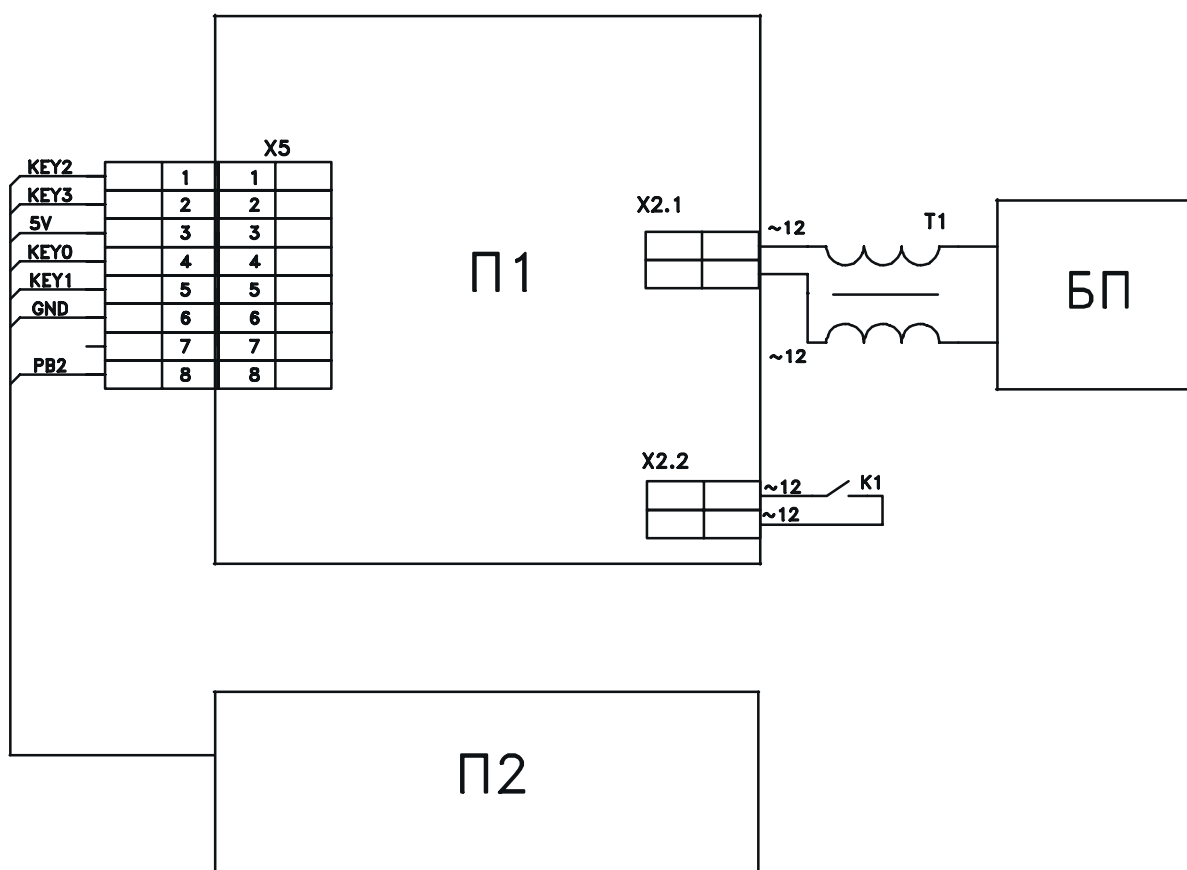 X5
KEY2 1 1
KEY3 2 2
5V 3 3
KEY0 4 4
KEY1 5 5
GND 6 6
7 7
PB2 8 8
П1
X2.1
~12
T1
~12
БП
X2.2
~12 K1
~12
П2